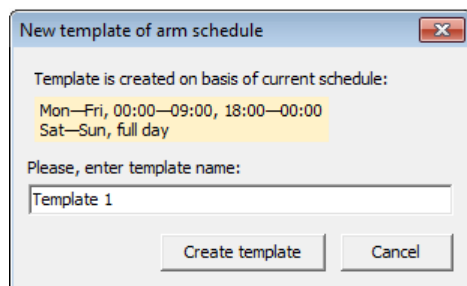 New template of arm schedule
Template is created on basis of current schedule:
Mon—Fri, 00:00—09:00, 18:00—00:00
Sat—Sun, full day
Please, enter template name:
Template 1
Create template
Cancel